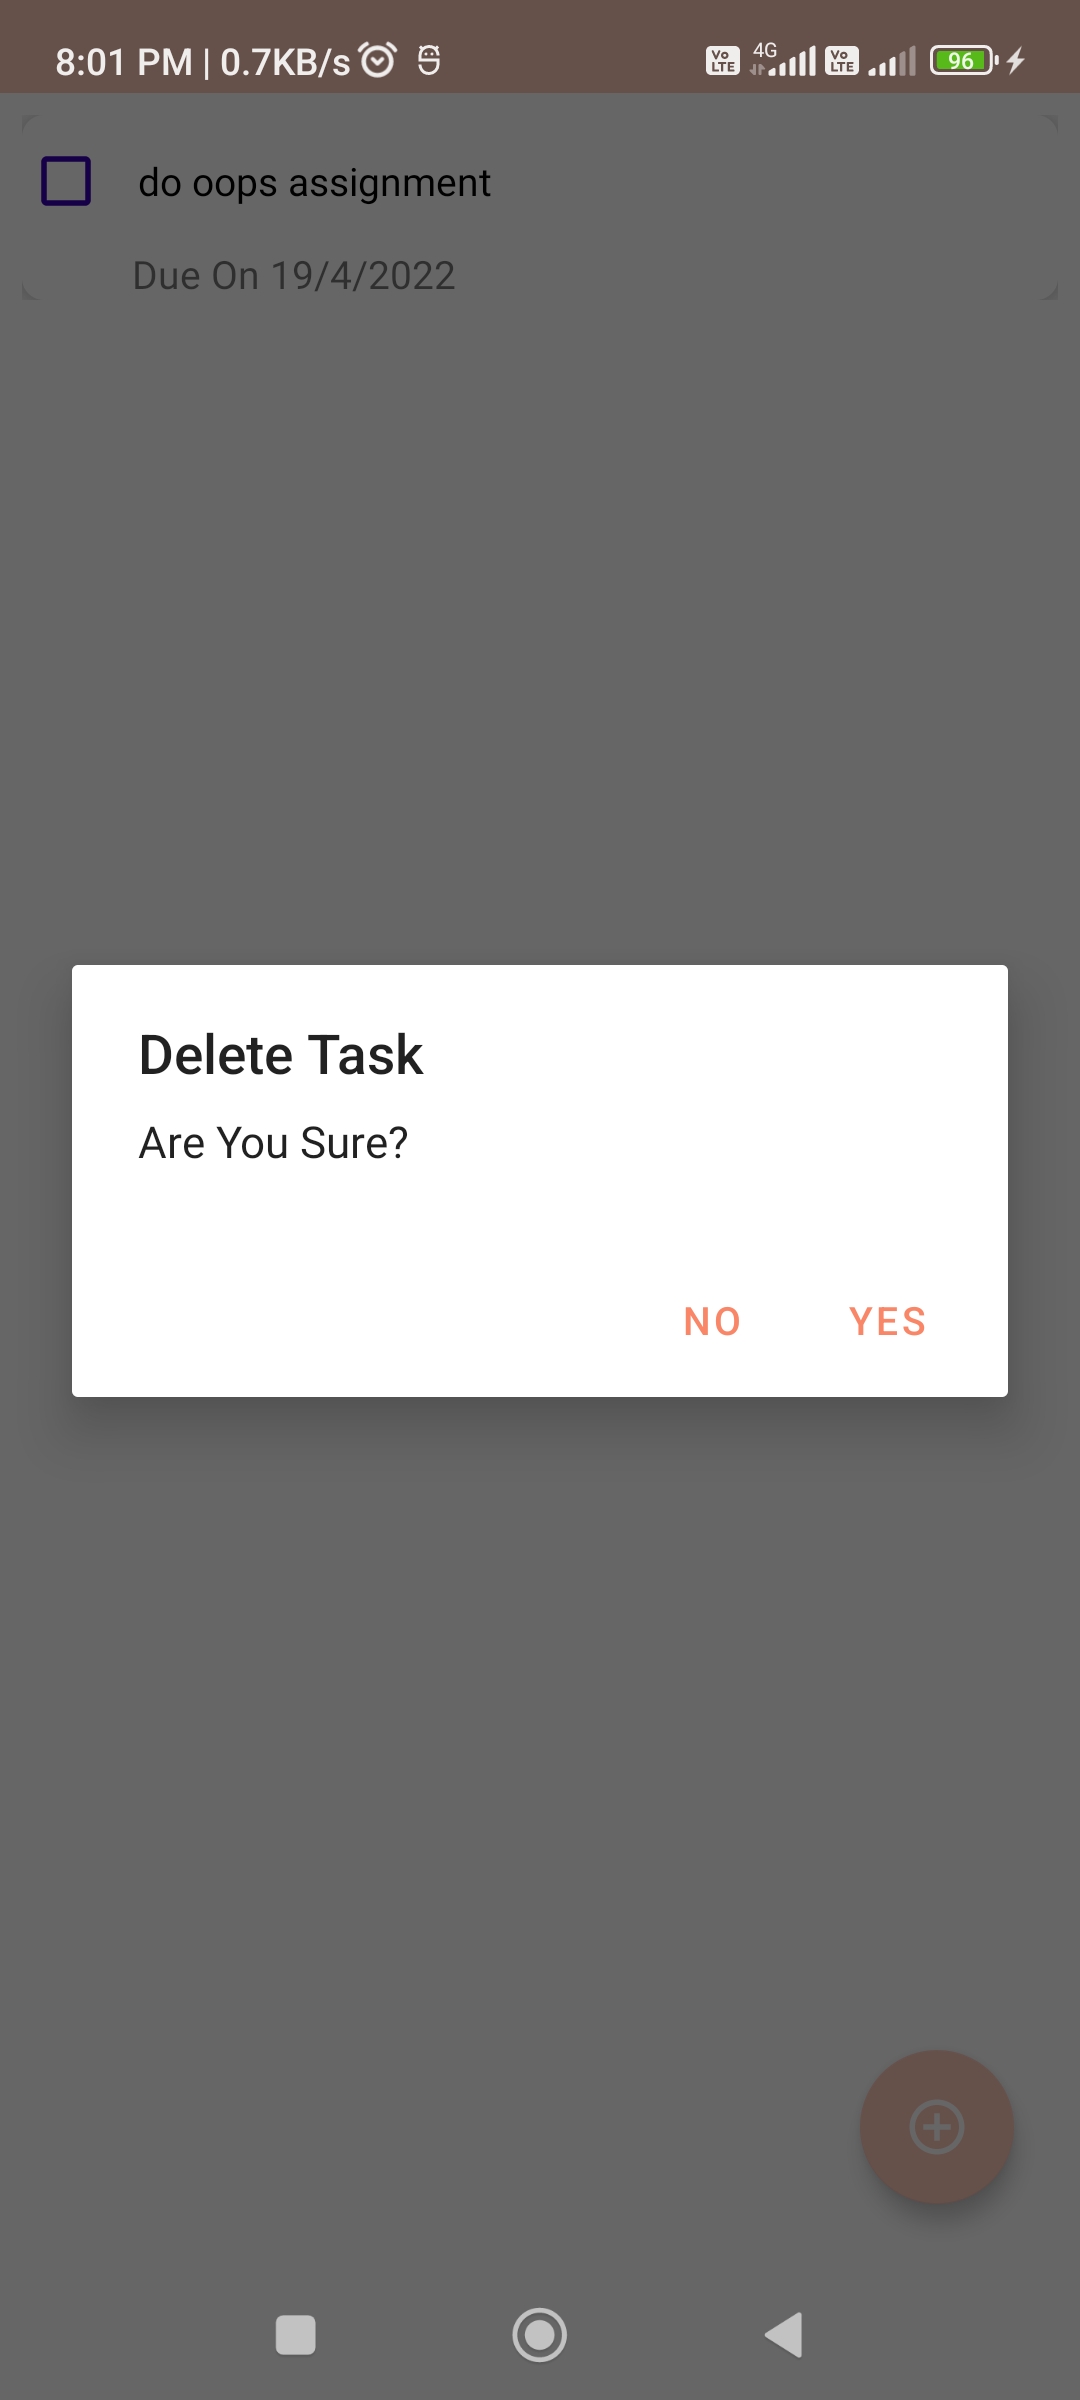 8:01 PM | 0.7KB/s Vo LTE 4G Vo LTE 96
do oops assignment
Due On 19/4/2022
Delete Task
Are You Sure?
NO YES